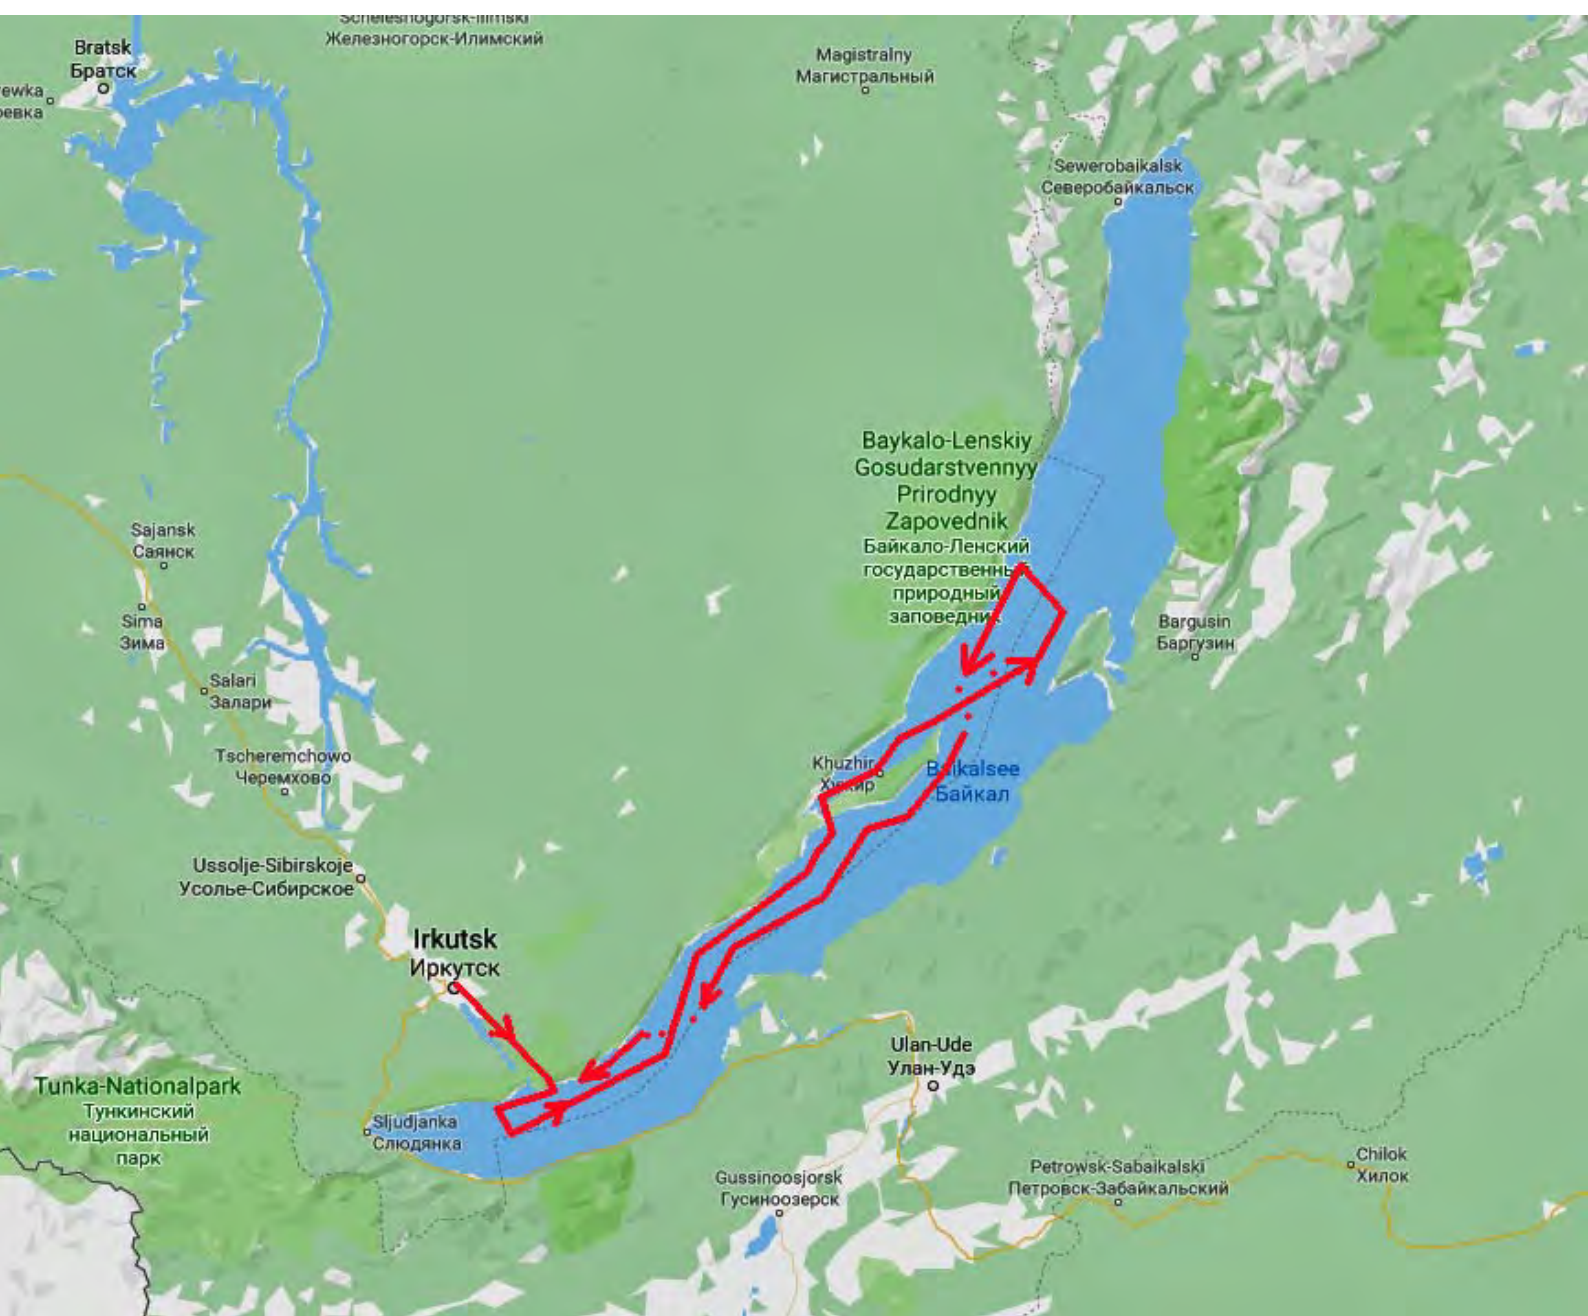 Bratsk
Братск
Железногорск-Илимский
Magistralny
Магистральный
Sewerobaikalsk
Северобайкальск
Baykalo-Lenskiy
Gosudarstvennyy
Prirodnyy
Zapovednik
Байкало-Ленский
природный
Sajansk
Саянск
Sima
Зима
Salari
Залари
Tscheremchowo
Черемхово
Bargusin
Баргузин
Khuzhir
Baikalsee
Байкал
Ussolje-Sibirskoje
Усолье-Сибирское
Irkutsk
Иркутск
Ulan-Ude
Улан-Удэ
Tunka-Nationalpark
Тункинский
национальный
парк
Sljudjanka
Слюдянка
Gussinoosjorsk
Гусиноозерск
Petrowsk-Sabaikalski
Петровск-Забайкальский
Chilok
Хилок